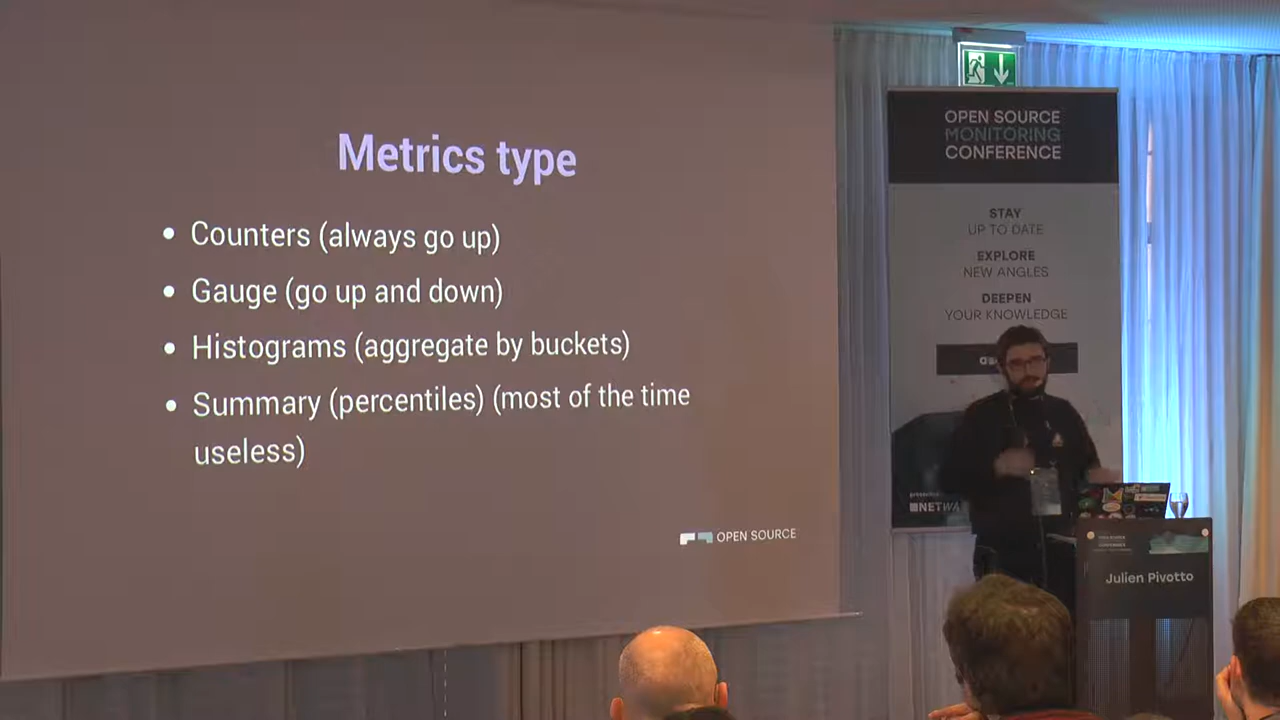 Metrics type
Counters (always go up)
Gauge (go up and down)
Histograms (aggregate by buckets)
Summary (percentiles) (most of the time
useless)
OPEN SOURCE
OPEN SOURCE
MONITORING
CONFERENCE
STAY
UP TO DATE
EXPLORE
NEW ANGLES
DEEPEN
YOUR KNOWLEDGE
NETWA
Julien Pivotto